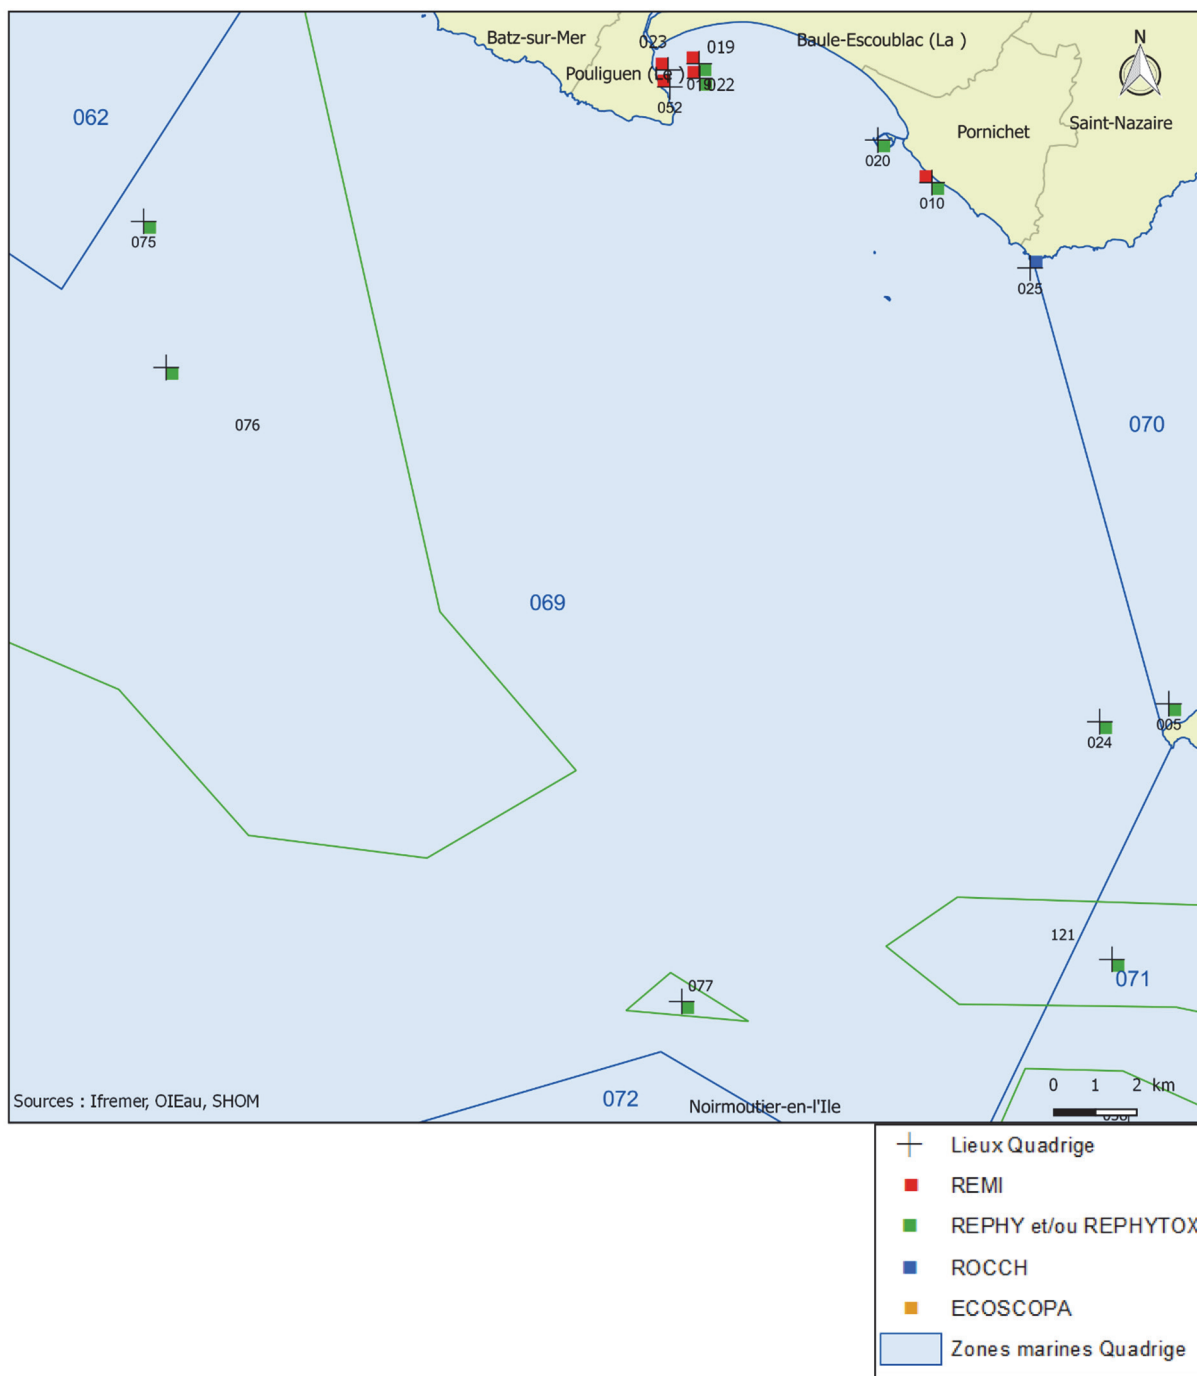 Batz-sur-Mer
023
019
Baule-Escoublac (La )
N
Pouliguen (Le )
019
022
052
062
Pornichet
Saint-Nazaire
020
010
075
025
076
070
069
005
024
121
071
077
Sources : Ifremer, OIEau, SHOM
072
Noirmoutier-en-l'Ile
0 1 2 km
Lieux Quadrige
REMI
REPHY et/ou REPHYTOX
ROCCH
ECOSCOPA
Zones marines Quadrige